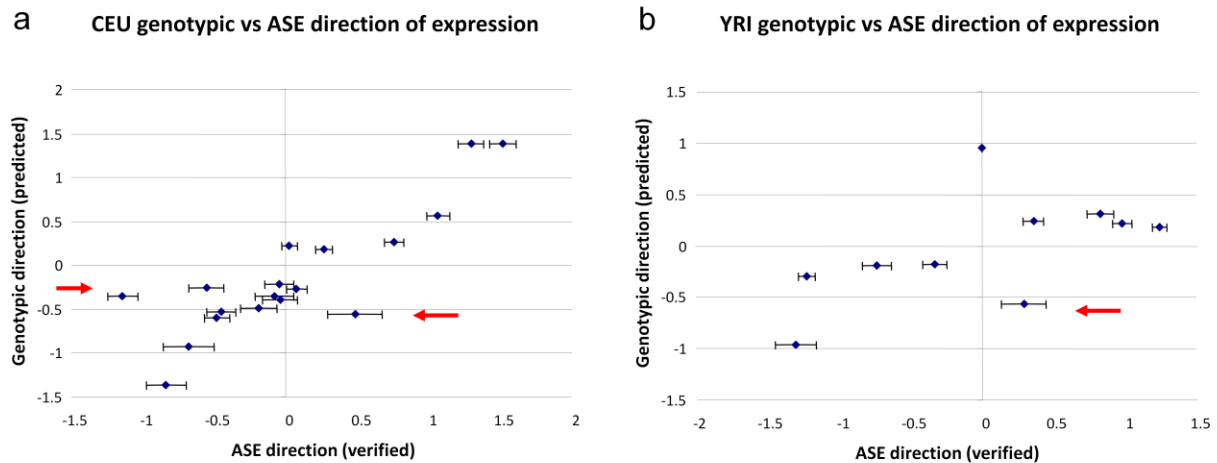 a
CEU genotypic vs ASE direction of expression
Genotypic direction (predicted)
2
1.5
1
0.5
0
-0.5
-1
-1.5
-1 -0.5 0 0.5 1 1.5 2
ASE direction (verified)
b
YRI genotypic vs ASE direction of expression
Genotypic direction (predicted)
1.5
1
0.5
0
-0.5
-1
-1.5
-2 -1.5 -1 -0.5 0 0.5 1 1.5
ASE direction (verified)